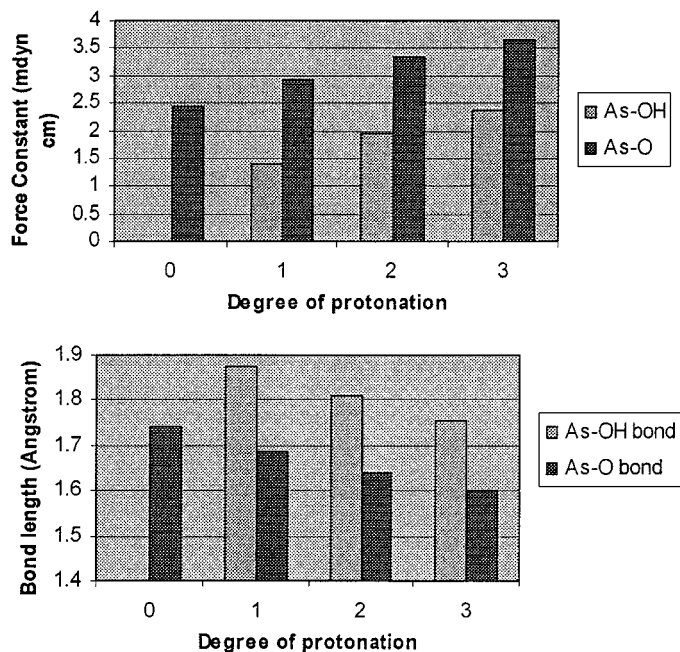 Force Constant (mdyn
cm)
4
3.5
3
2.5
2
1.5
1
0.5
0
0 1 2 3
Degree of protonation
As-OH
As-O
Bond length (Angstrom)
1.9
1.8
1.7
1.6
1.5
1.4
0 1 2 3
Degree of protonation
As-OH bond
As-O bond